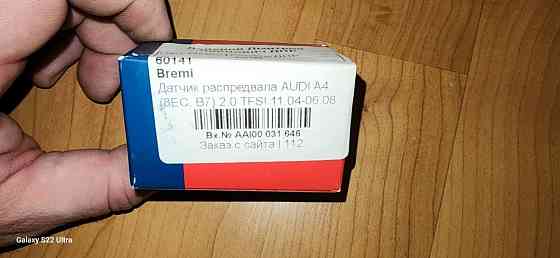 60141
Bremi
Датчик распредвала AUDI A4
(8EC, B7) 2.0 TFSI 11.04-06.08
Вх.№ AAI00 031 646
Заказ с сайта | 112
Galaxy S22 Ultra